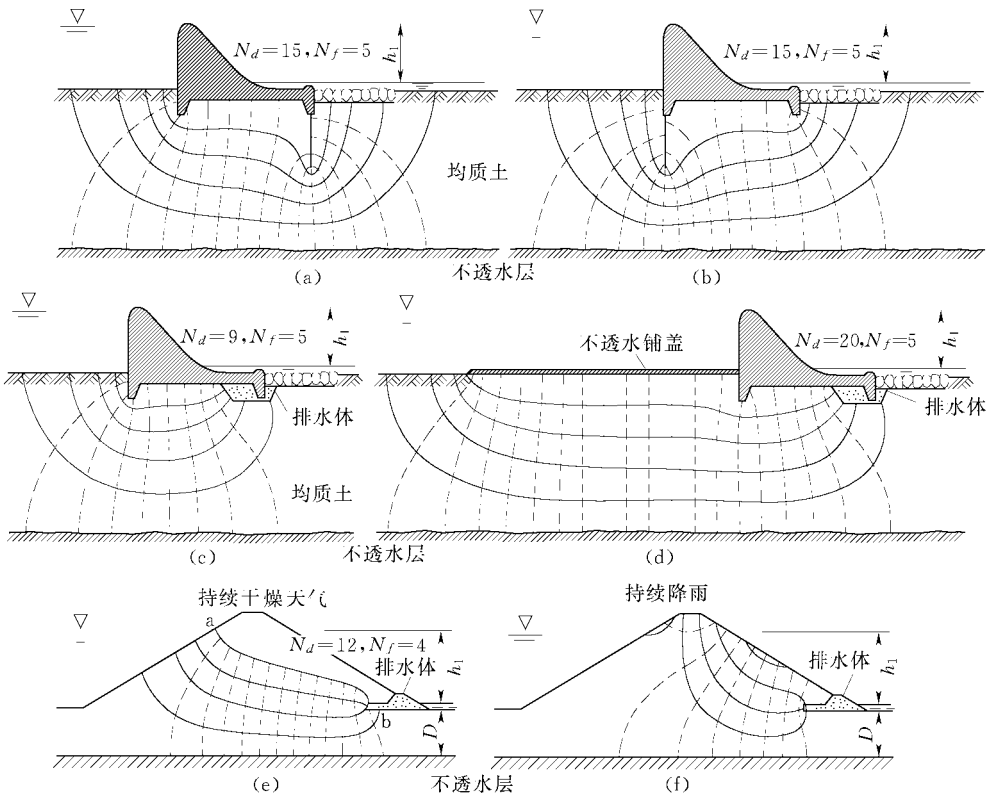 N_d=15,N_f=5
h_1
N_d=15,N_f=5
h_1
均质土
(a)
不透水层
(b)
N_d=9,N_f=5
h_1
排水体
均质土
(c)
不透水层
不透水铺盖
N_d=20,N_f=5
h_1
排水体
(d)
持续干燥天气
a
N_d=12,N_f=4
排水体
h_1
b
D
(e)
不透水层
持续降雨
排水体
h_1
D
(f)